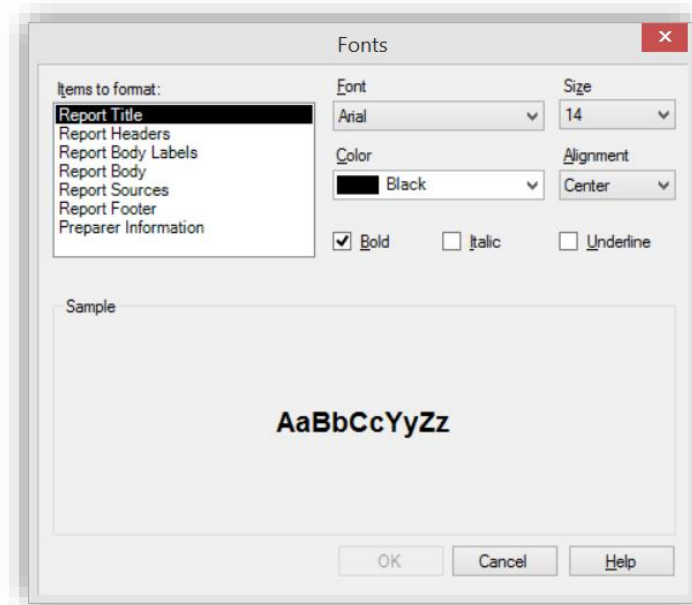 Fonts
Items to format:
Report Title
Report Headers
Report Body Labels
Report Body
Report Sources
Report Footer
Preparer Information
Font
Arial
Size
14
Color
Black
Alignment
Center
Bold
Italic
Underline
Sample
AaBbCcYyZz
OK
Cancel
Help